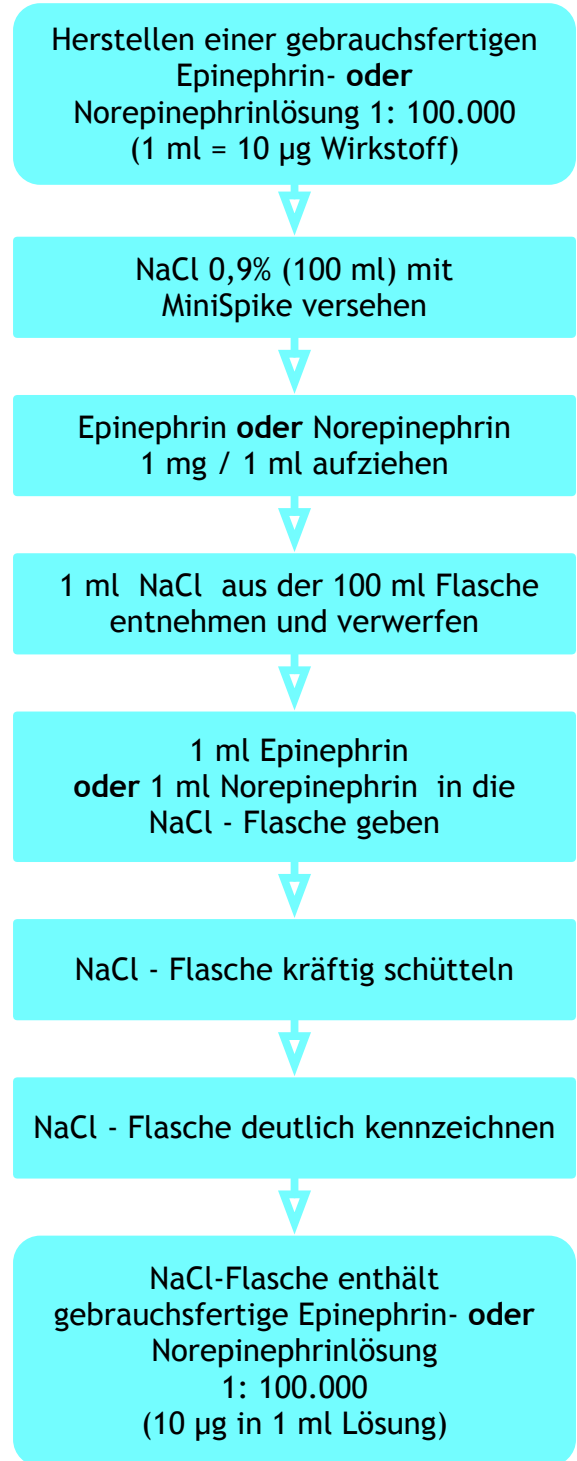 Herstellen einer gebrauchsfertigen
Epinephrin- oder
Norepinephrinlösung 1: 100.000
(1 ml = 10 µg Wirkstoff)
NaCl 0,9% (100 ml) mit
MiniSpike versehen
Epinephrin oder Norepinephrin
1 mg / 1 ml aufziehen
1 ml NaCl aus der 100 ml Flasche
entnehmen und verwerfen
1 ml Epinephrin
oder 1 ml Norepinephrin in die
NaCl - Flasche geben
NaCl - Flasche kräftig schütteln
NaCl - Flasche deutlich kennzeichnen
NaCl-Flasche enthält
gebrauchsfertige Epinephrin- oder
Norepinephrinlösung
1: 100.000
(10 µg in 1 ml Lösung)